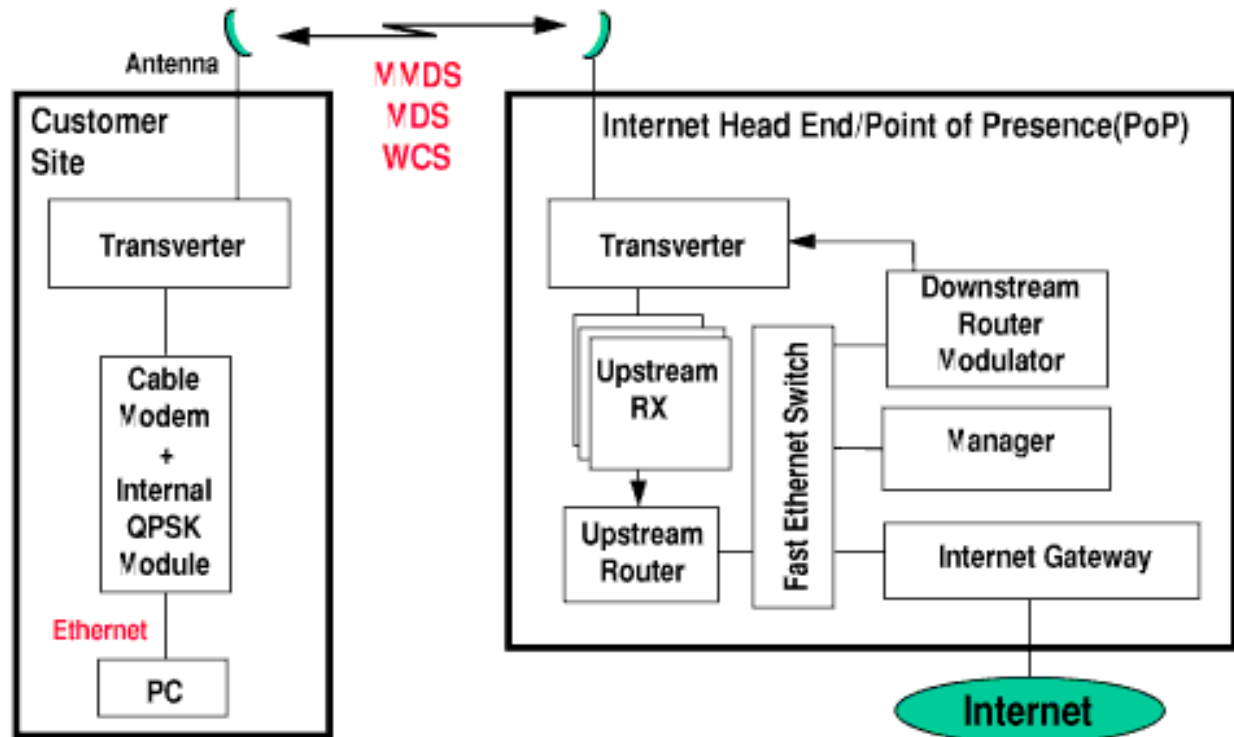 Antenna
MMDS
MDS
WCS
Customer
Site
Transverter
Cable
Modem
+
Internal
QPSK
Module
Ethernet
PC
Internet Head End/Point of Presence(PoP)
Transverter
Downstream
Router
Modulator
Upstream
RX
Fast Ethernet Switch
Manager
Upstream
Router
Internet Gateway
Internet